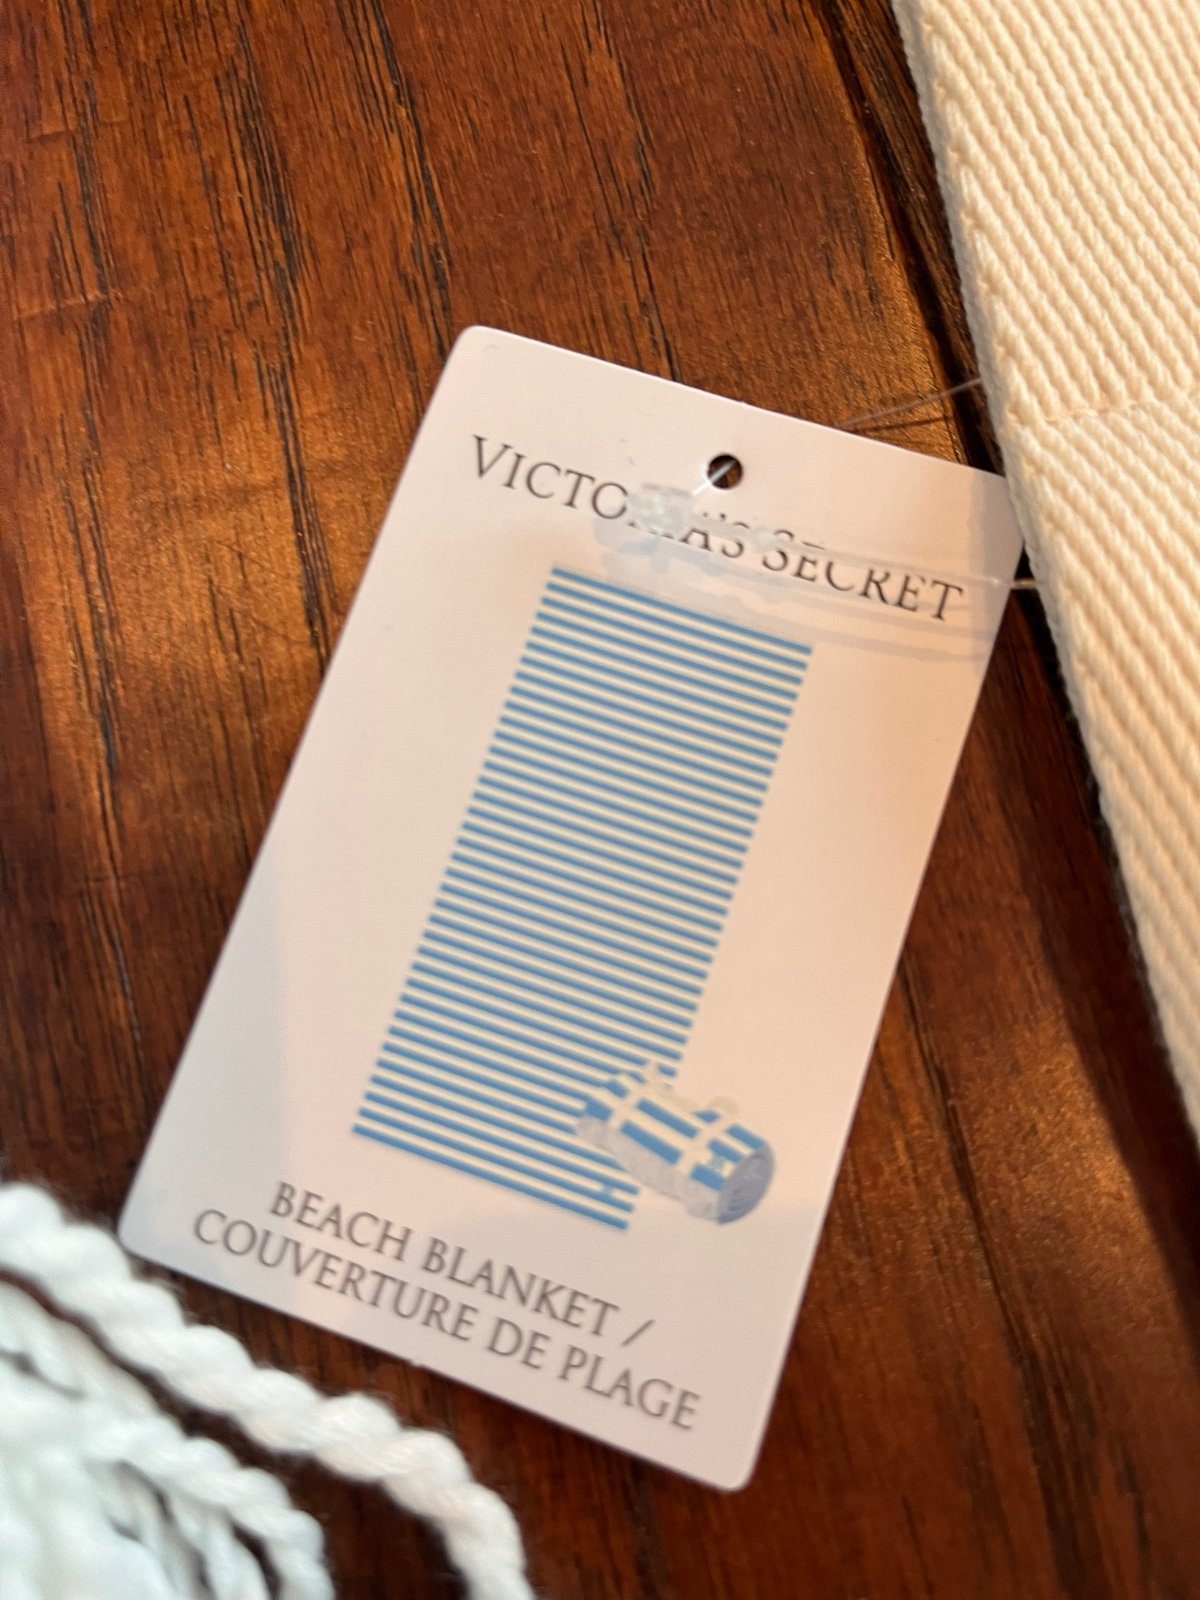 VICTORIA'S SECRET
BEACH BLANKET /
COUVERTURE DE PLAGE